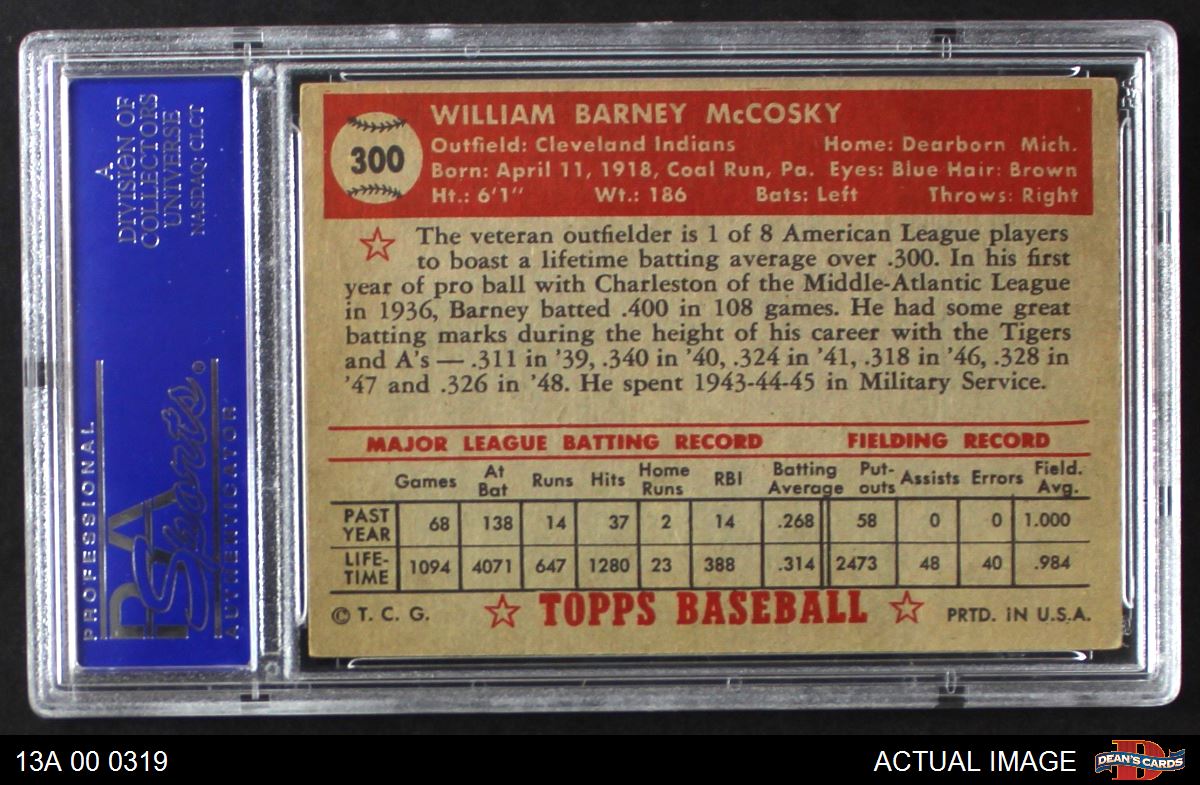 A
DIVISION OF
COLLECTORS
UNIVERSE
NASDAQ: CLCT
PROFESSIONAL
PSA
Sports®
AUTHENTICATOR
300
WILLIAM BARNEY McCOSKY
Outfield: Cleveland Indians Home: Dearborn Mich.
Born: April 11, 1918, Coal Run, Pa. Eyes: Blue Hair: Brown
Ht.: 6'1" Wt.: 186 Bats: Left Throws: Right
The veteran outfielder is 1 of 8 American League players
to boast a lifetime batting average over .300. In his first
year of pro ball with Charleston of the Middle-Atlantic League
in 1936, Barney batted .400 in 108 games. He had some great
batting marks during the height of his career with the Tigers
and A's — .311 in '39, .340 in '40, .324 in '41, .318 in '46, .328 in
'47 and .326 in '48. He spent 1943-44-45 in Military Service.
MAJOR LEAGUE BATTING RECORD FIELDING RECORD
Games At Bat Runs Hits Home Runs RBI Batting Average Put-outs Assists Errors Field. Avg.
PAST YEAR 68 138 14 37 2 14 .268 58 0 0 1.000
LIFE-TIME 1094 4071 647 1280 23 388 .314 2473 48 40 .984
© T. C. G. TOPPS BASEBALL PRTD. IN U.S.A.
13A 00 0319 ACTUAL IMAGE D DEAN'S CARDS